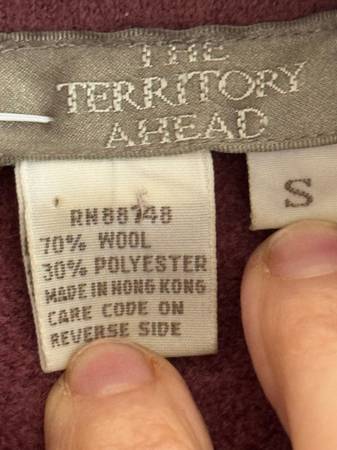 THE
TERRITORY
AHEAD
S
RN88748
70% WOOL
30% POLYESTER
MADE IN HONG KONG
CARE CODE ON
REVERSE SIDE